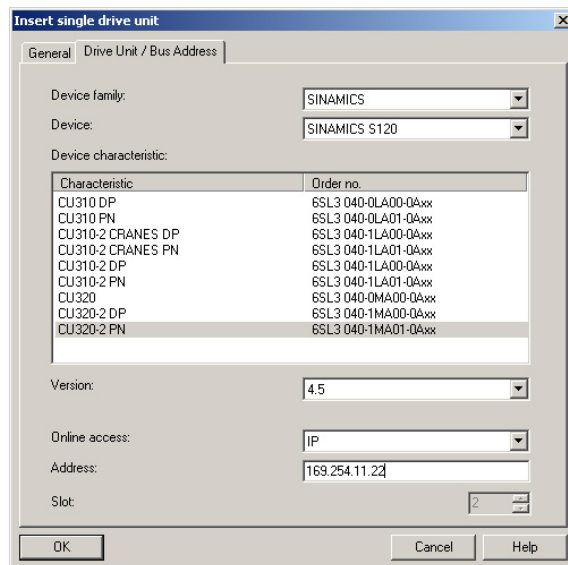 Insert single drive unit
General Drive Unit / Bus Address
Device family: SINAMICS
Device: SINAMICS S120
Device characteristic:
Characteristic Order no.
CU310 DP 6SL3 040-0LA00-0Axx
CU310 PN 6SL3 040-0LA01-0Axx
CU310-2 CRANES DP 6SL3 040-1LA00-0Axx
CU310-2 CRANES PN 6SL3 040-1LA01-0Axx
CU310-2 DP 6SL3 040-1LA00-0Axx
CU310-2 PN 6SL3 040-1LA01-0Axx
CU320 6SL3 040-0MA00-0Axx
CU320-2 DP 6SL3 040-1MA00-0Axx
CU320-2 PN 6SL3 040-1MA01-0Axx
Version: 4.5
Online access: IP
Address: 169.254.11.22
Slot: 2
OK Cancel Help